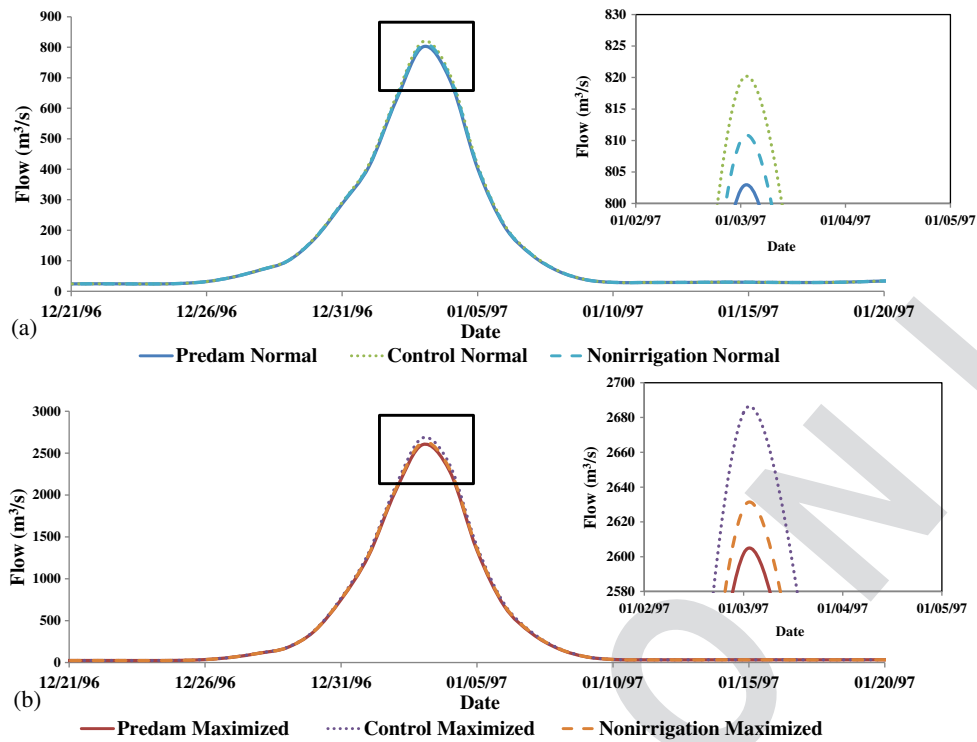 900
800
700
600
500
400
300
200
100
0
Flow (m³/s)
12/21/96 12/26/96 12/31/96 01/05/97 01/10/97 01/15/97 01/20/97
Date
(a)
830
825
820
815
810
805
800
Flow (m³/s)
01/02/97 01/03/97 01/04/97 01/05/97
Date
Predam Normal Control Normal Nonirrigation Normal
3000
2500
2000
1500
1000
500
0
Flow (m³/s)
12/21/96 12/26/96 12/31/96 01/05/97 01/10/97 01/15/97 01/20/97
Date
(b)
2700
2680
2660
2640
2620
2600
2580
Flow (m³/s)
01/02/97 01/03/97 01/04/97 01/05/97
Date
Predam Maximized Control Maximized Nonirrigation Maximized